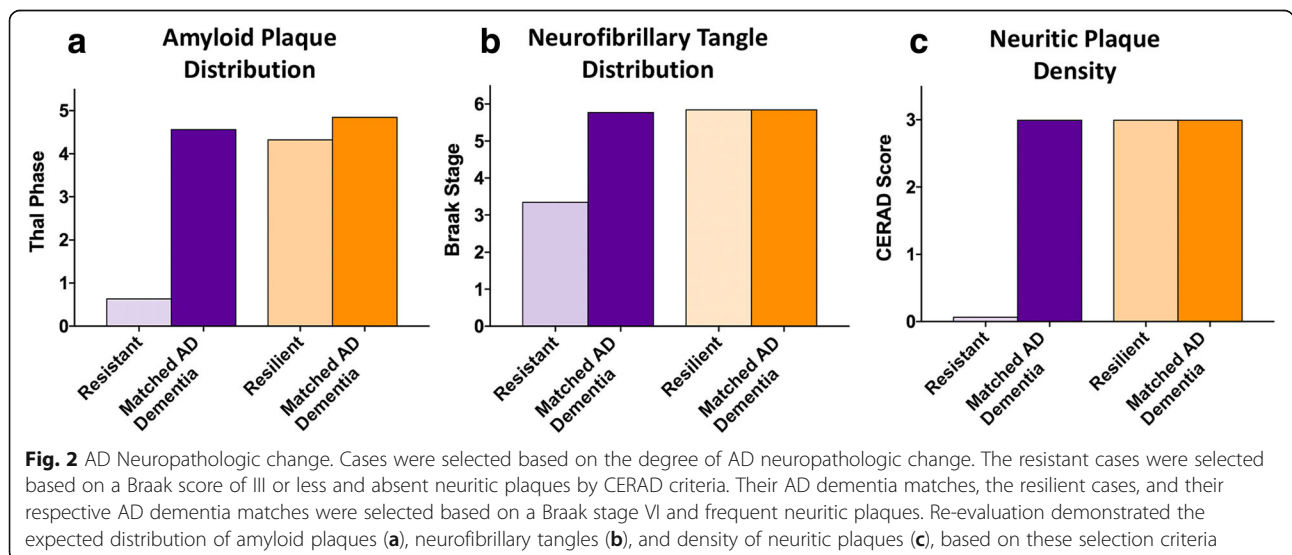 a
Amyloid Plaque
Distribution
5
4
3
2
1
0
Thal Phase
Resistant
Matched AD
Dementia
Resilient
Matched AD
Dementia
b
Neurofibrillary Tangle
Distribution
6
5
4
3
2
1
0
Braak Stage
Resistant
Matched AD
Dementia
Resilient
Matched AD
Dementia
c
Neuritic Plaque
Density
3
2
1
0
CERAD Score
Resistant
Matched AD
Dementia
Resilient
Matched AD
Dementia
Fig. 2 AD Neuropathologic change. Cases were selected based on the degree of AD neuropathologic change. The resistant cases were selected
based on a Braak score of III or less and absent neuritic plaques by CERAD criteria. Their AD dementia matches, the resilient cases, and their
respective AD dementia matches were selected based on a Braak stage VI and frequent neuritic plaques. Re-evaluation demonstrated the
expected distribution of amyloid plaques (a), neurofibrillary tangles (b), and density of neuritic plaques (c), based on these selection criteria